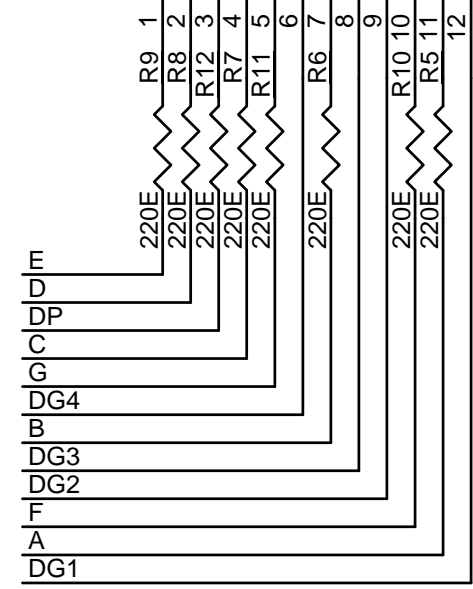 1 2 3 4 5 6 7 8 9 10 11 12
R9 R8 R12 R7 R11 R6 R10 R5
220E 220E 220E 220E 220E 220E 220E 220E
E
D
DP
C
G
DG4
B
DG3
DG2
F
A
DG1